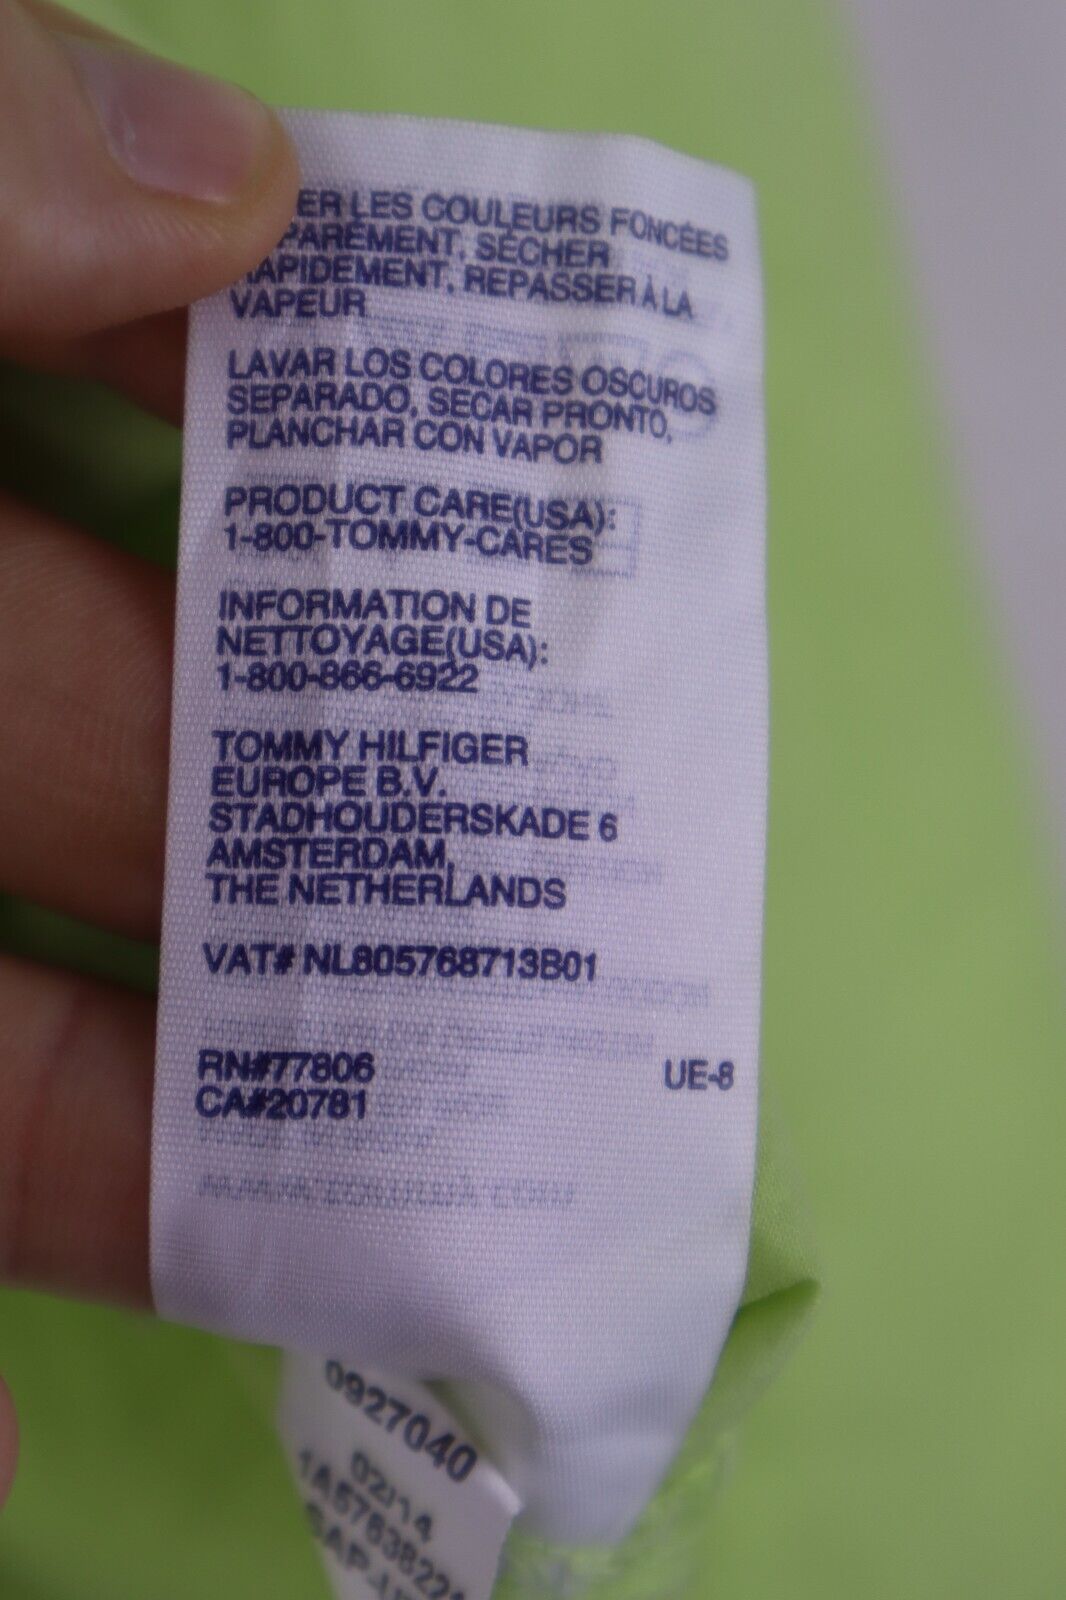 LES COULEURS FONCÉES
SÉCHER
RAPIDEMENT, REPASSER À LA
VAPEUR
LAVAR LOS COLORES OSCUROS
SEPARADO, SECAR PRONTO,
PLANCHAR CON VAPOR
PRODUCT CARE(USA):
1-800-TOMMY-CARES
INFORMATION DE
NETTOYAGE(USA):
1-800-866-6922
TOMMY HILFIGER
EUROPE B.V.
STADHOUDERSKADE 6
AMSTERDAM,
THE NETHERLANDS
VAT# NL805768713B01
RN#77806 UE-8
CA#20781
0927040
02/14